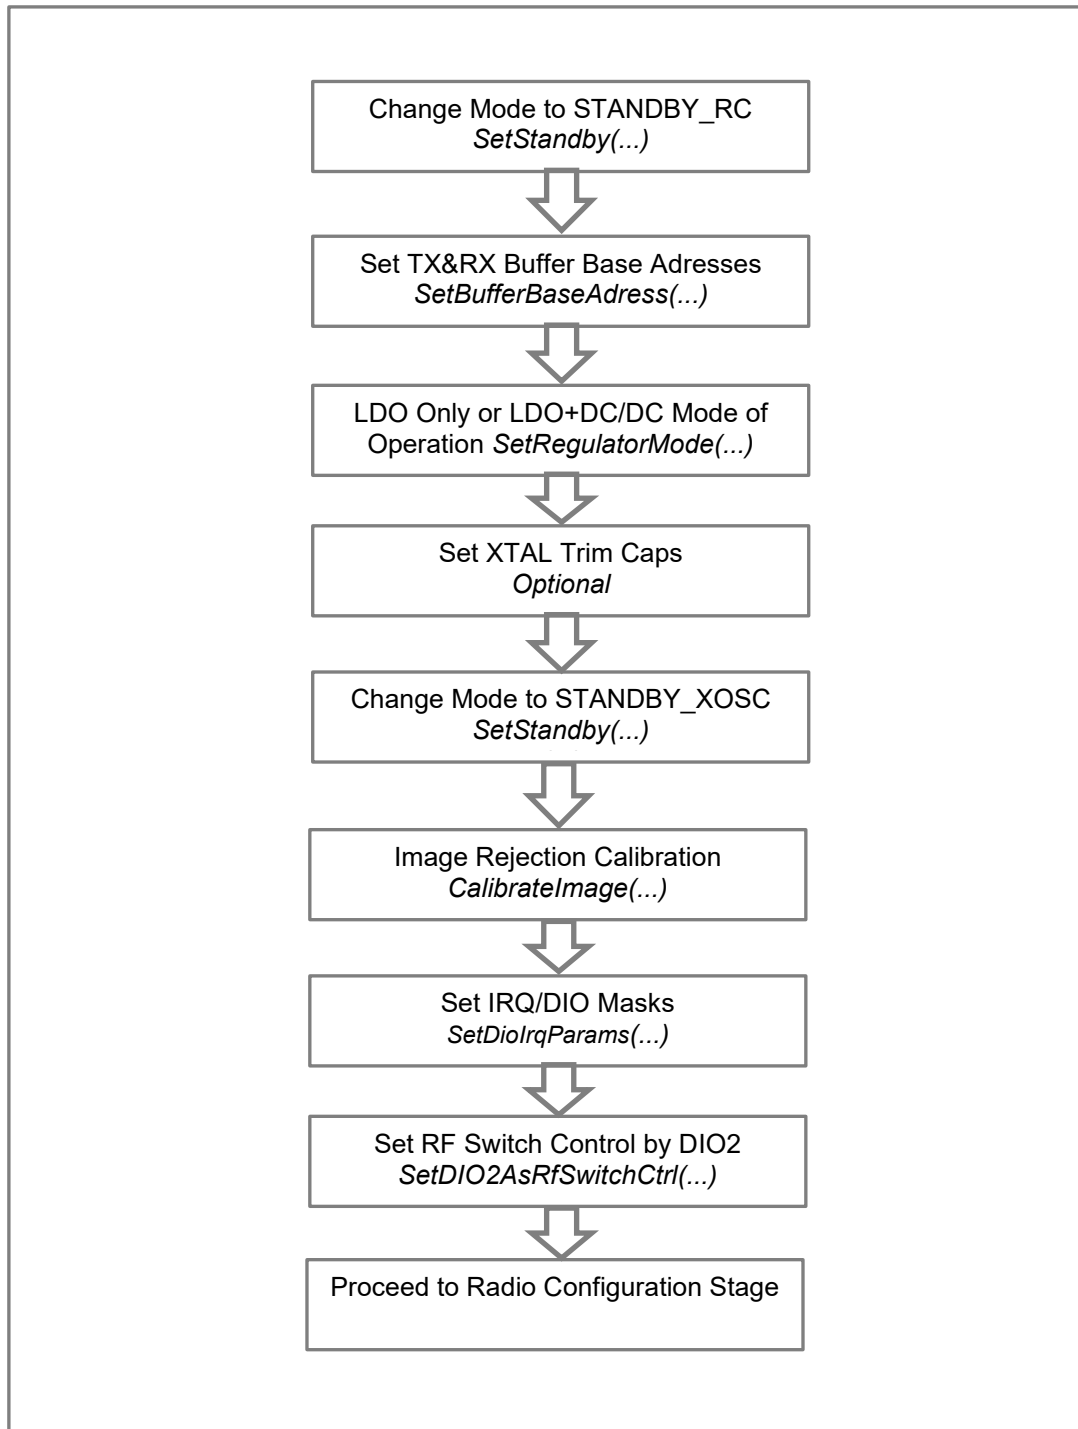 Change Mode to STANDBY_RC
SetStandby(...)
Set TX&RX Buffer Base Adresses
SetBufferBaseAdress(...)
LDO Only or LDO+DC/DC Mode of
Operation SetRegulatorMode(...)
Set XTAL Trim Caps
Optional
Change Mode to STANDBY_XOSC
SetStandby(...)
Image Rejection Calibration
CalibrateImage(...)
Set IRQ/DIO Masks
SetDioIrqParams(...)
Set RF Switch Control by DIO2
SetDIO2AsRfSwitchCtrl(...)
Proceed to Radio Configuration Stage